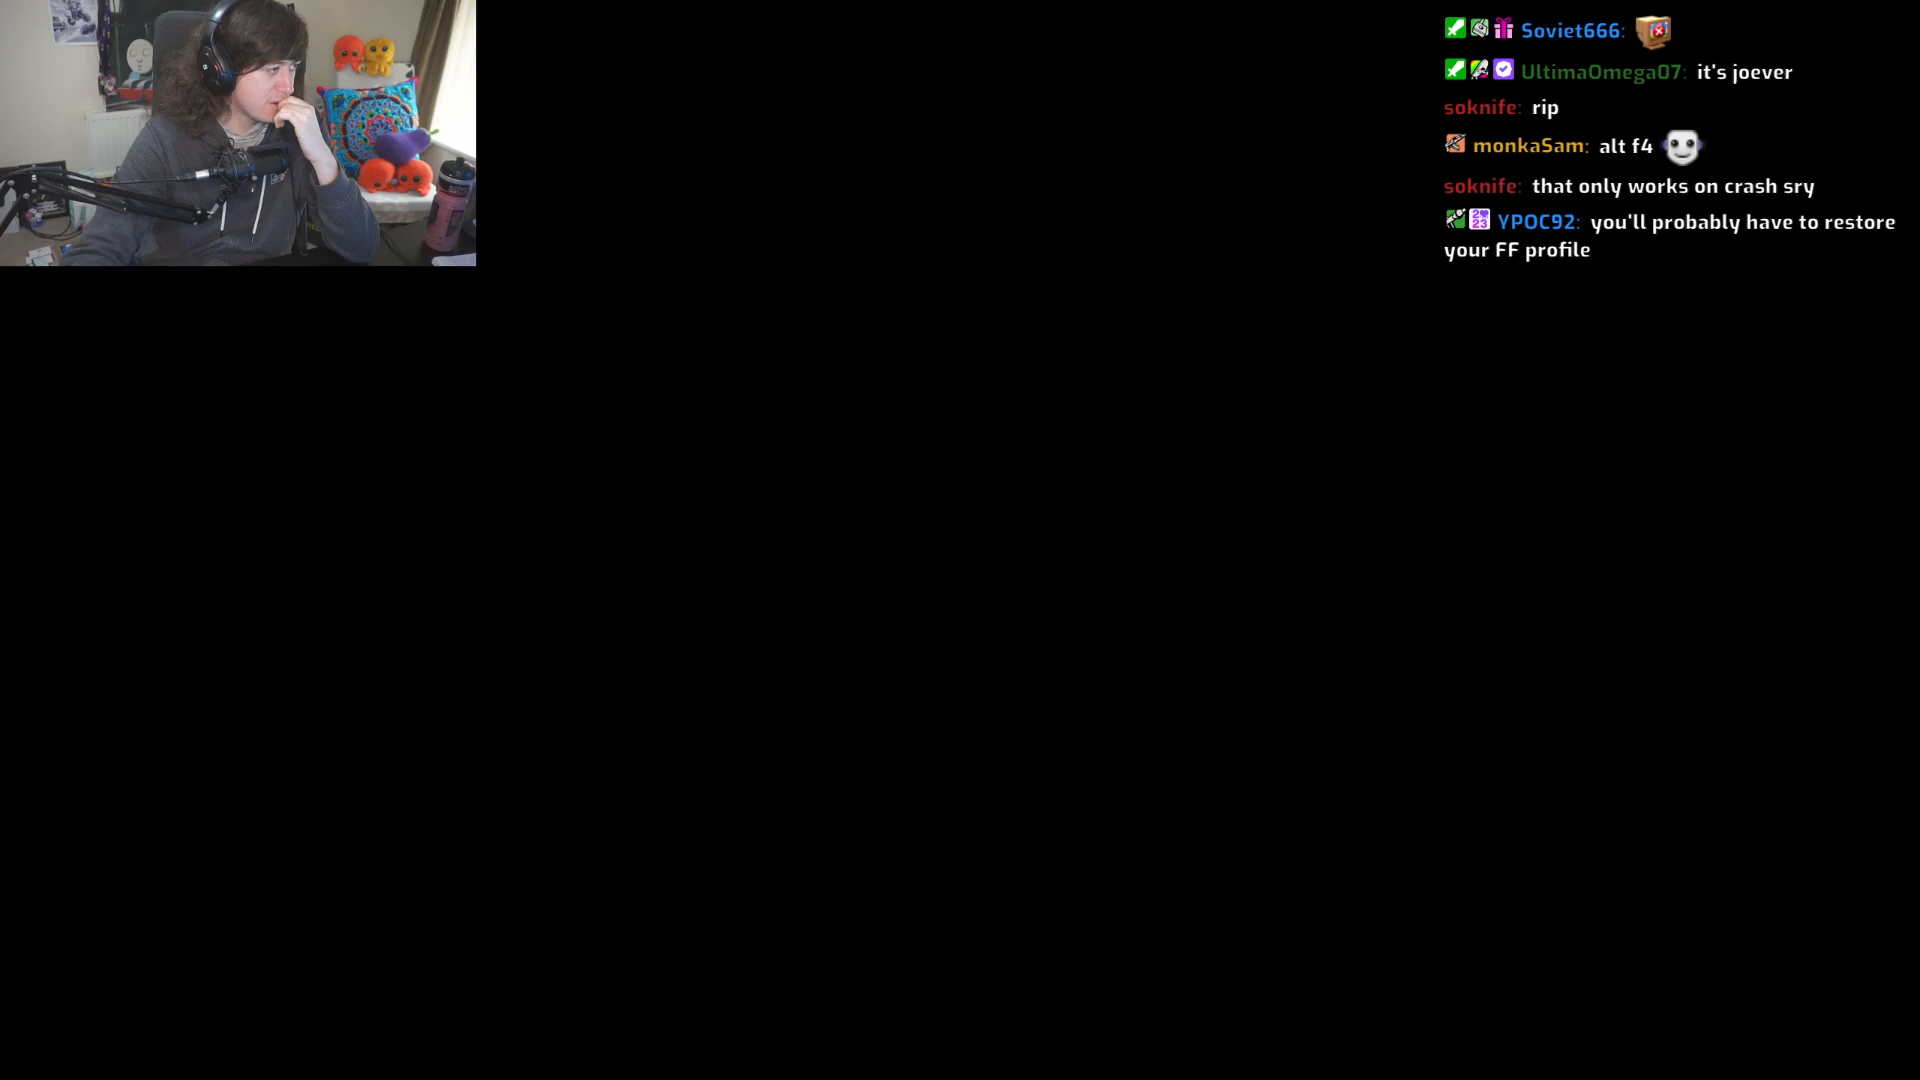 Soviet666:
UltimaOmega07: it's joever
soknife: rip
monkaSam: alt f4
soknife: that only works on crash sry
YPOC92: you'll probably have to restore
your FF profile